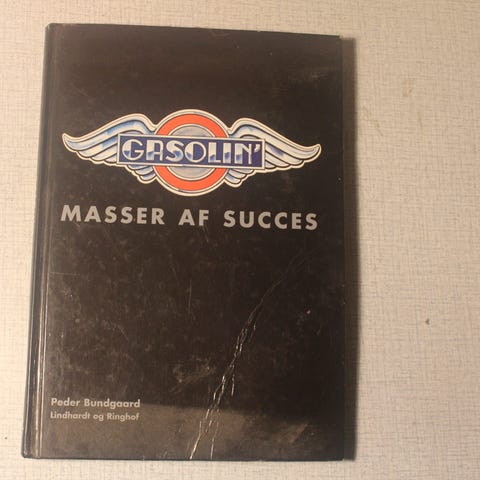 GASOLIN'
MASSER AF SUCCES
Peder Bundgaard
Lindhardt og Ringhof